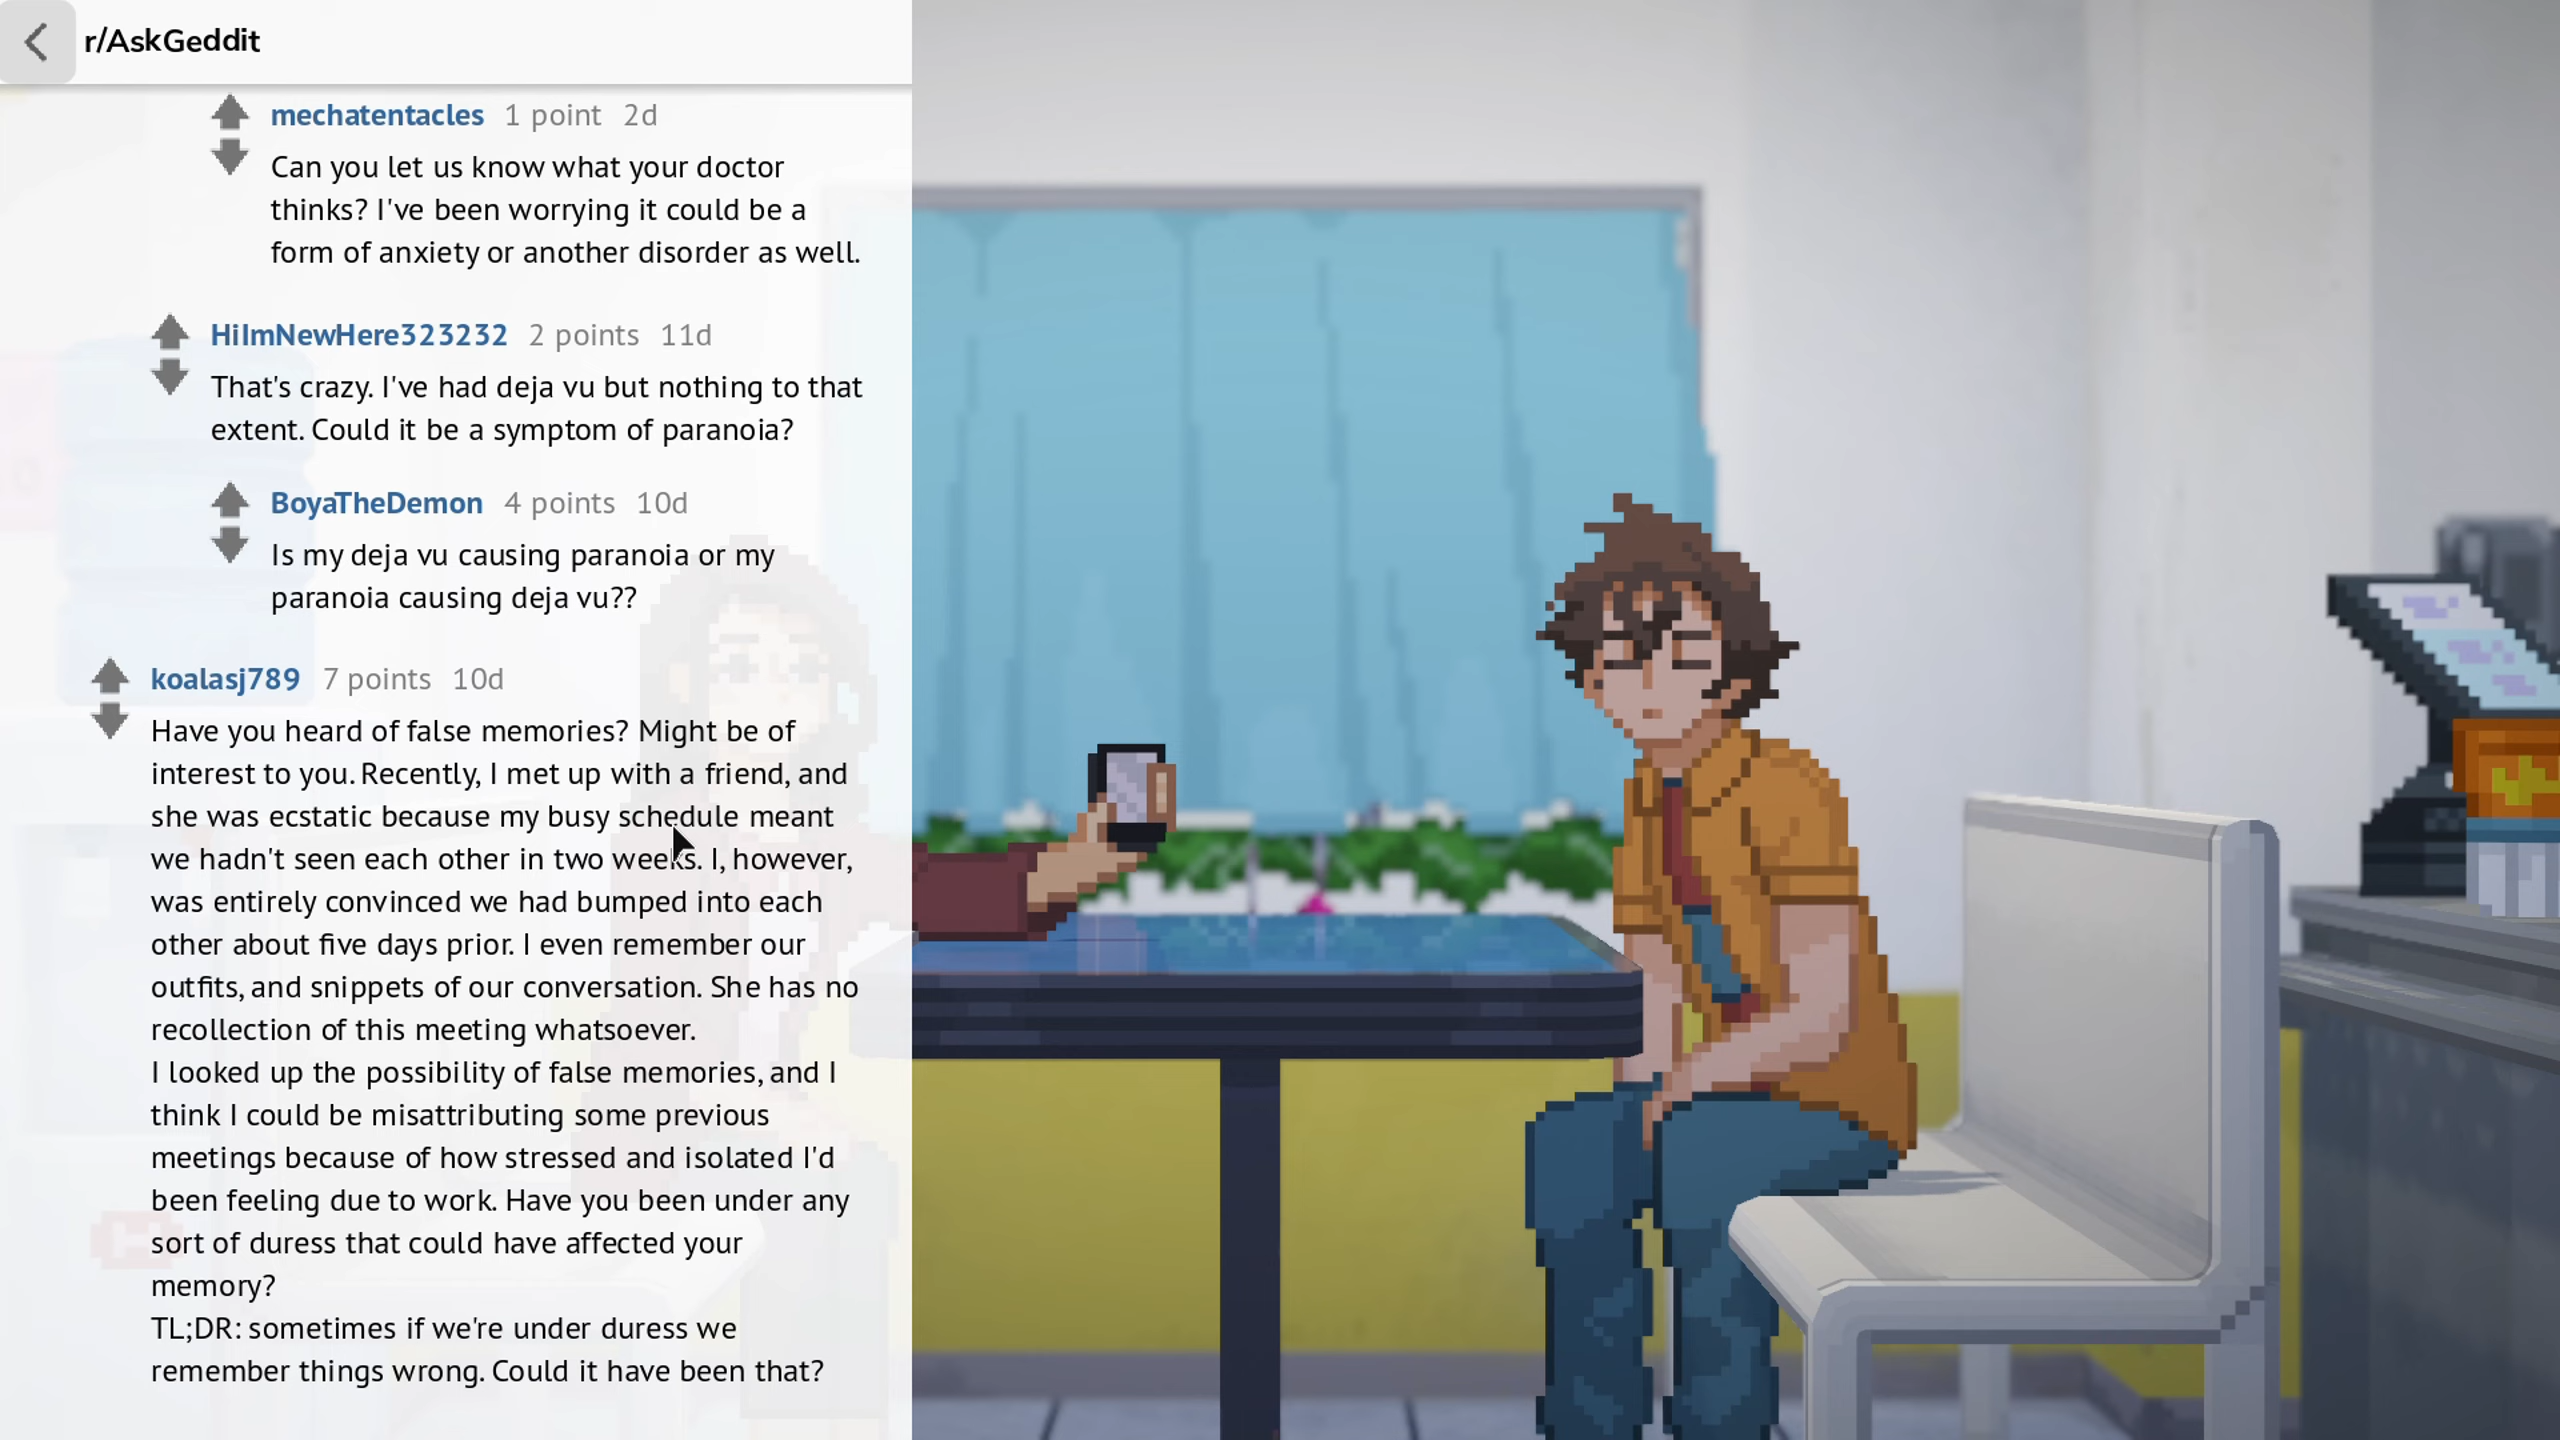 r/AskGeddit
mechatentacles 1 point 2d
Can you let us know what your doctor
thinks? I've been worrying it could be a
form of anxiety or another disorder as well.
HiImNewHere323232 2 points 11d
That's crazy. I've had deja vu but nothing to that
extent. Could it be a symptom of paranoia?
BoyaTheDemon 4 points 10d
Is my deja vu causing paranoia or my
paranoia causing deja vu??
koalasj789 7 points 10d
Have you heard of false memories? Might be of
interest to you. Recently, I met up with a friend, and
she was ecstatic because my busy schedule meant
we hadn't seen each other in two weeks. I, however,
was entirely convinced we had bumped into each
other about five days prior. I even remember our
outfits, and snippets of our conversation. She has no
recollection of this meeting whatsoever.
I looked up the possibility of false memories, and I
think I could be misattributing some previous
meetings because of how stressed and isolated I'd
been feeling due to work. Have you been under any
sort of duress that could have affected your
memory?
TL;DR: sometimes if we're under duress we
remember things wrong. Could it have been that?